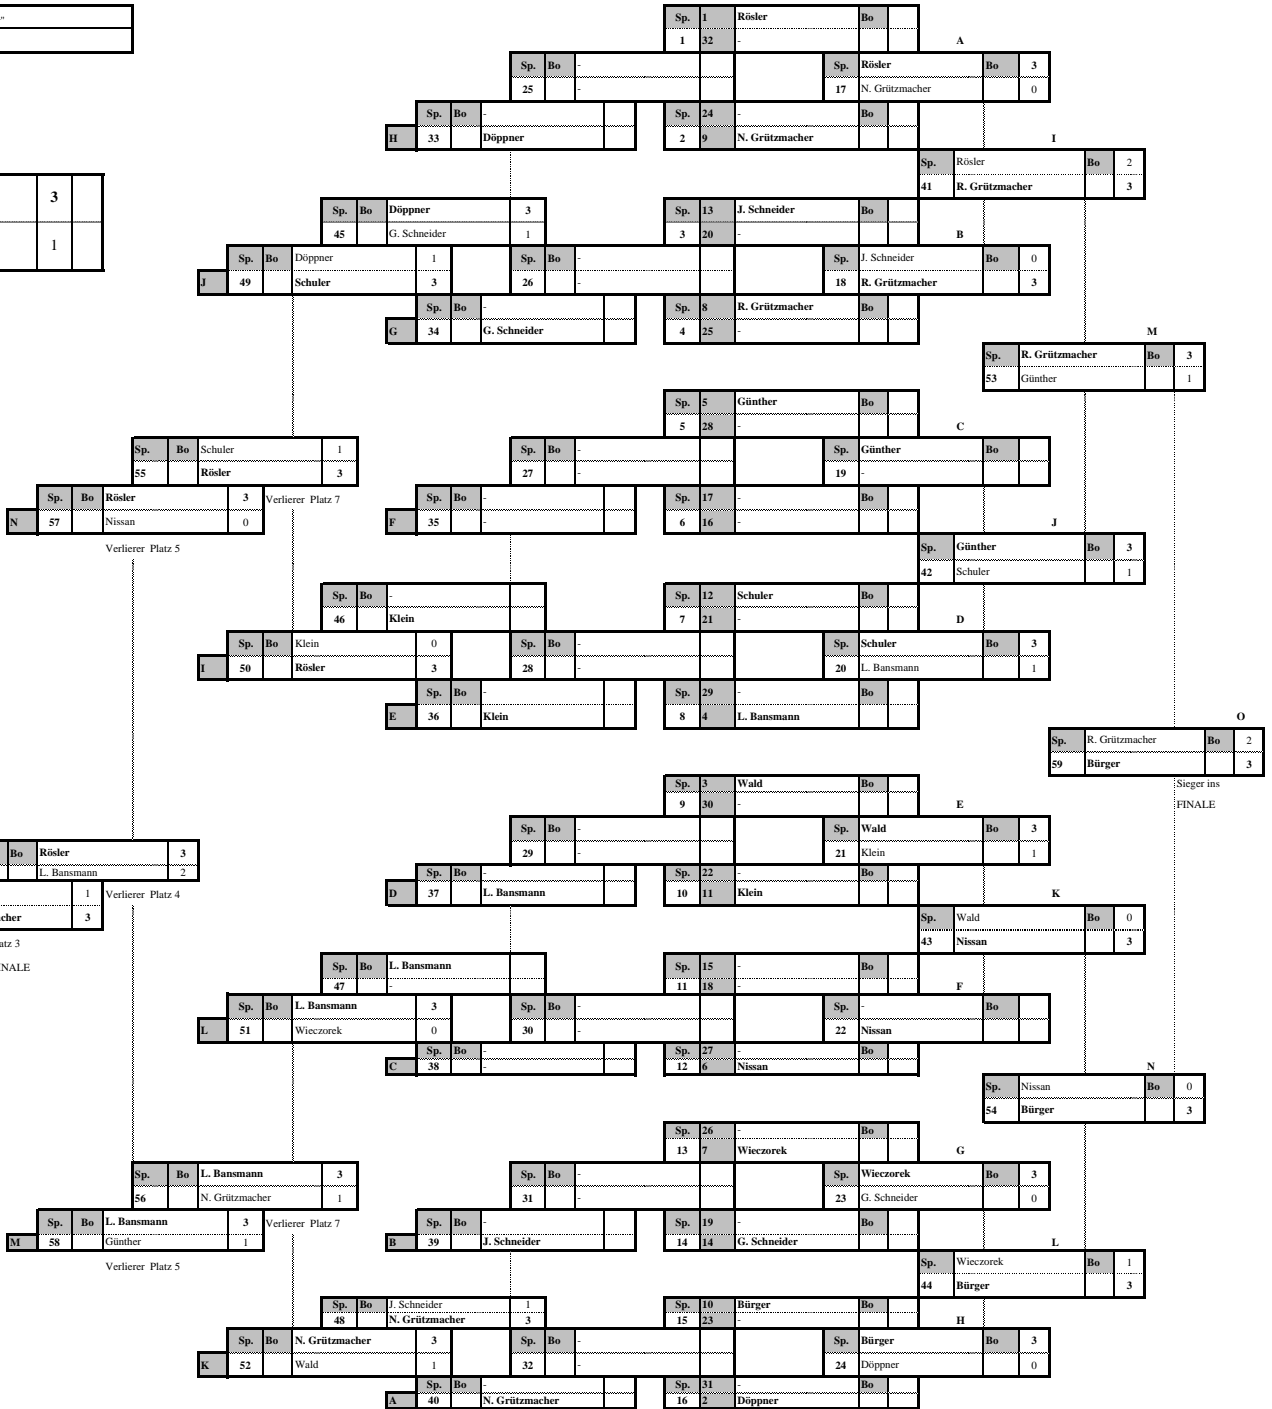 "
Sp. 1 Rösler Bo
1 32 - A
Sp. Bo - Sp. Rösler Bo 3
25 - 17 N. Grützmacher 0
Sp. Bo - Sp. 24 - Bo
H 33 Döppner 2 9 N. Grützmacher I
Sp. Rösler Bo 2
41 R. Grützmacher 3
3
Sp. Bo Döppner 3 Sp. 13 J. Schneider Bo
1 45 G. Schneider 1 3 20 - B
Sp. Bo Döppner 1 Sp. Bo - Sp. J. Schneider Bo 0
J 49 Schuler 3 26 - 18 R. Grützmacher 3
Sp. Bo - Sp. 8 R. Grützmacher Bo
G 34 G. Schneider 4 25 - M
Sp. R. Grützmacher Bo 3
53 Günther 1
Sp. 5 Günther Bo
5 28 - C
Sp. Bo Schuler 1 Sp. Bo - Sp. Günther Bo
55 Rösler 3 27 - 19 -
Sp. Bo Rösler 3 Verlierer Platz 7 Sp. Bo - Sp. 17 - Bo
N 57 Nissan 0 F 35 - 6 16 - J
Verlierer Platz 5 Sp. Günther Bo 3
42 Schuler 1
Sp. Bo - Sp. 12 Schuler Bo
46 Klein 7 21 - D
Sp. Bo Klein 0 Sp. Bo - Sp. Schuler Bo 3
I 50 Rösler 3 28 - 20 L. Bansmann 1
Sp. Bo - Sp. 29 - Bo
E 36 Klein 8 4 L. Bansmann O
Sp. R. Grützmacher Bo 2
59 Bürger 3
Sp. 3 Wald Bo Sieger ins
9 30 - E FINALE
Sp. Bo - Sp. Wald Bo 3
Bo Rösler 3 29 - 21 Klein 1
L. Bansmann 2 Sp. Bo - Sp. 22 - Bo
1 Verlierer Platz 4 D 37 L. Bansmann 10 11 Klein K
cher 3 Sp. Wald Bo 0
atz 3 43 Nissan 3
NALE Sp. Bo L. Bansmann Sp. 15 - Bo
47 - 11 18 - F
Sp. Bo L. Bansmann 3 Sp. Bo - Sp. - Bo
L 51 Wieczorek 0 30 - 22 Nissan
Sp. Bo - Sp. 27 - Bo
C 38 - 12 6 Nissan N
Sp. Nissan Bo 0
54 Bürger 3
Sp. 26 - Bo
13 7 Wieczorek G
Sp. Bo L. Bansmann 3 Sp. Bo - Sp. Wieczorek Bo 3
56 N. Grützmacher 1 31 - 23 G. Schneider 0
Sp. Bo L. Bansmann 3 Verlierer Platz 7 Sp. Bo - Sp. 19 - Bo
M 58 Günther 1 B 39 J. Schneider 14 14 G. Schneider L
Verlierer Platz 5 Sp. Wieczorek Bo 1
44 Bürger 3
Sp. Bo J. Schneider 1 Sp. 10 Bürger Bo
48 N. Grützmacher 3 15 23 - H
Sp. Bo N. Grützmacher 3 Sp. Bo - Sp. Bürger Bo 3
K 52 Wald 1 32 - 24 Döppner 0
Sp. Bo - Sp. 31 - Bo
A 40 N. Grützmacher 16 2 Döppner